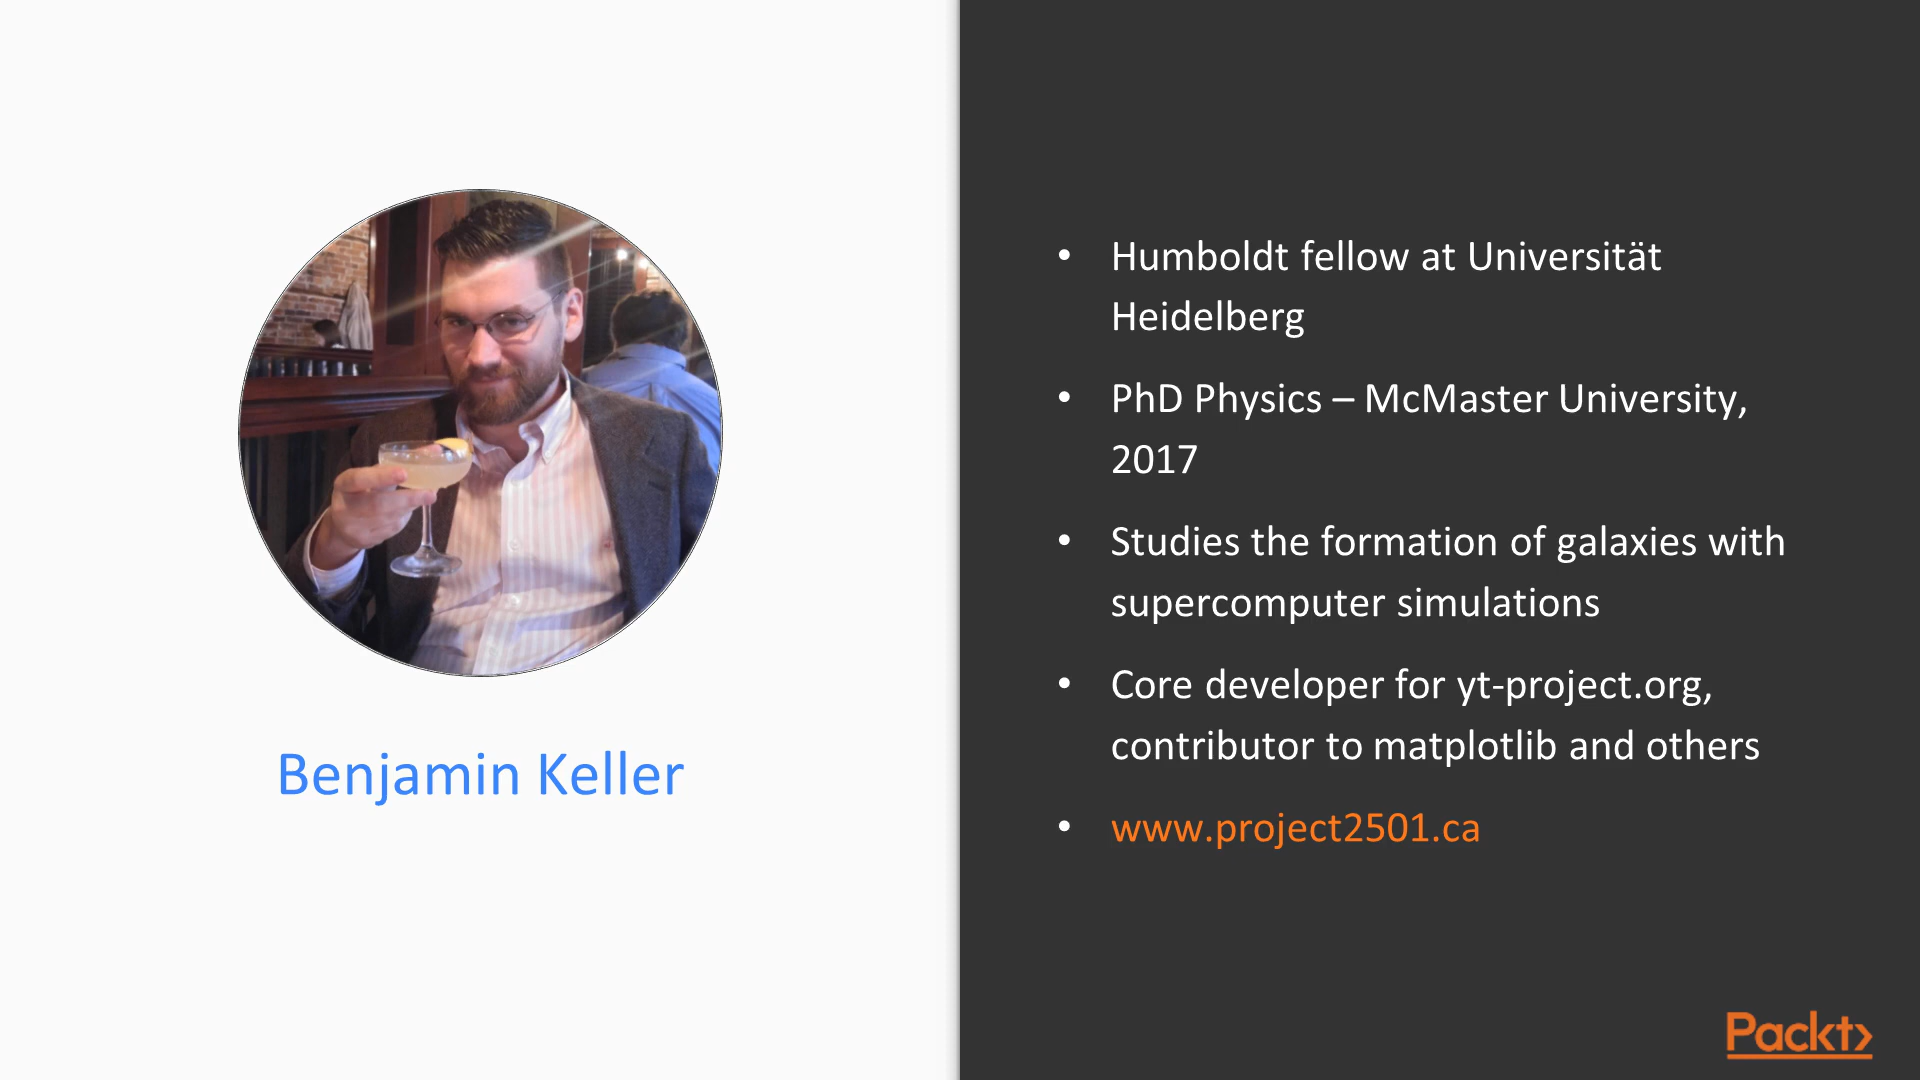 Benjamin Keller
• Humboldt fellow at Universität
Heidelberg
• PhD Physics – McMaster University,
2017
• Studies the formation of galaxies with
supercomputer simulations
• Core developer for yt-project.org,
contributor to matplotlib and others
• www.project2501.ca
Packt>